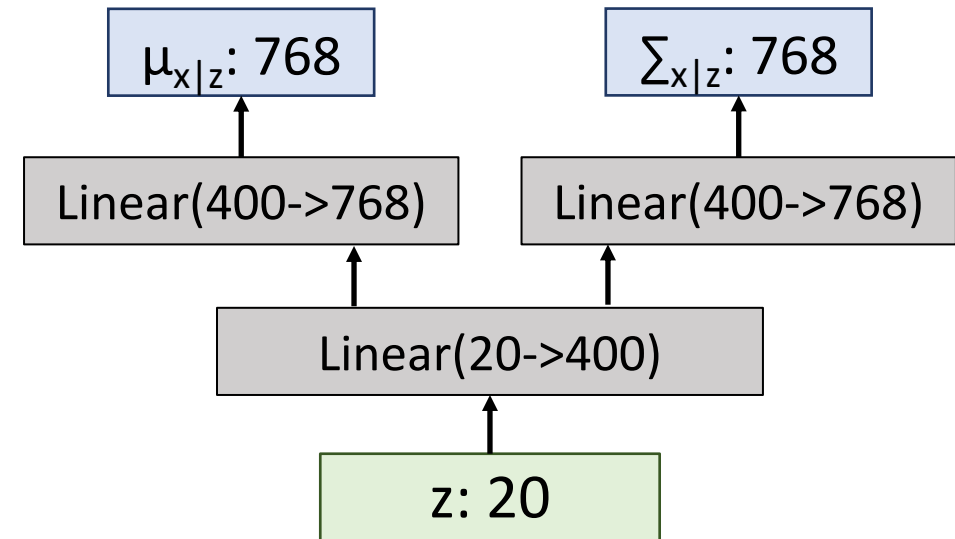 μx|z: 768
∑x|z: 768
Linear(400->768)
Linear(400->768)
Linear(20->400)
z: 20